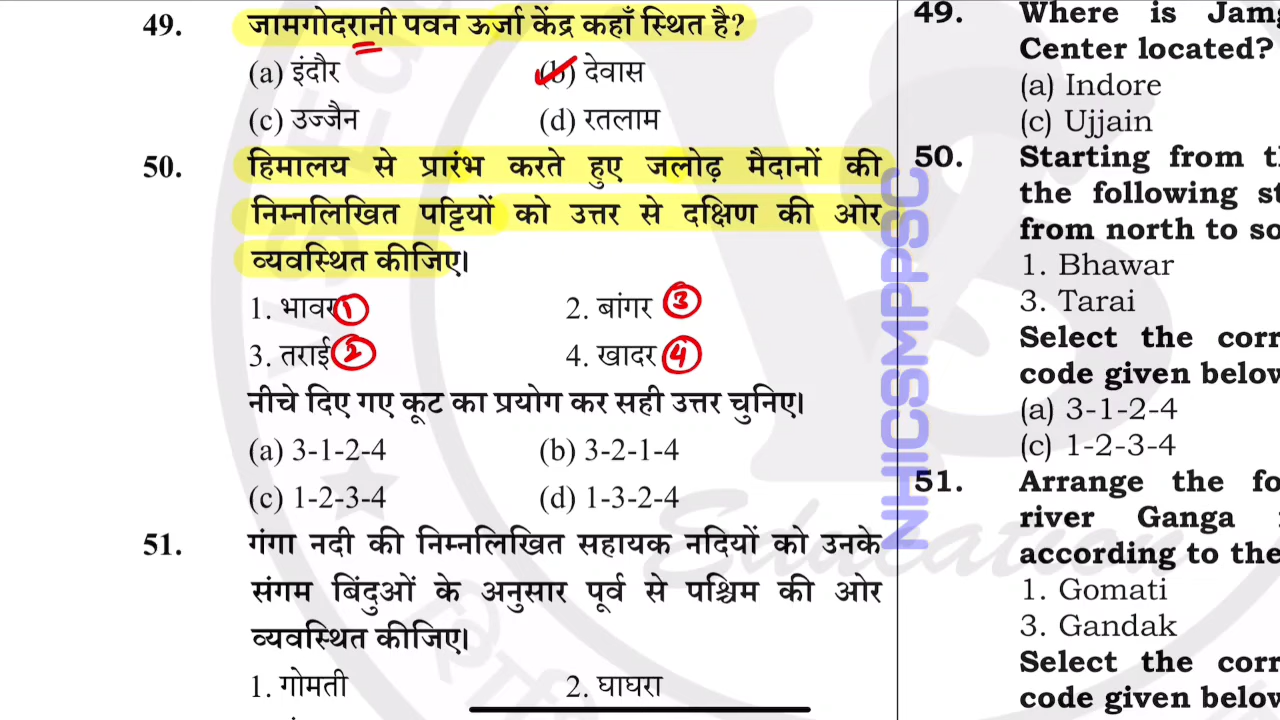 49. जामगोदरानी पवन ऊर्जा केंद्र कहाँ स्थित है?
(a) इंदौर (b) देवास
(c) उज्जैन (d) रतलाम
50. हिमालय से प्रारंभ करते हुए जलोढ़ मैदानों की
निम्नलिखित पट्टियों को उत्तर से दक्षिण की ओर
व्यवस्थित कीजिए।
1. भावर 1 2. बांगर 3
3. तराई 2 4. खादर 4
नीचे दिए गए कूट का प्रयोग कर सही उत्तर चुनिए।
(a) 3-1-2-4 (b) 3-2-1-4
(c) 1-2-3-4 (d) 1-3-2-4
51. गंगा नदी की निम्नलिखित सहायक नदियों को उनके
संगम बिंदुओं के अनुसार पूर्व से पश्चिम की ओर
व्यवस्थित कीजिए।
1. गोमती 2. घाघरा
NHICSMPPSC
Education
49. Where is
Center located?
(a) Indore
(c) Ujjain
50. Starting from
the following
from north to
1. Bhawar
3. Tarai
Select the
code given below
(a) 3-1-2-4
(c) 1-2-3-4
51. Arrange the
river Ganga
according to the
1. Gomati
3. Gandak
Select the
code given below